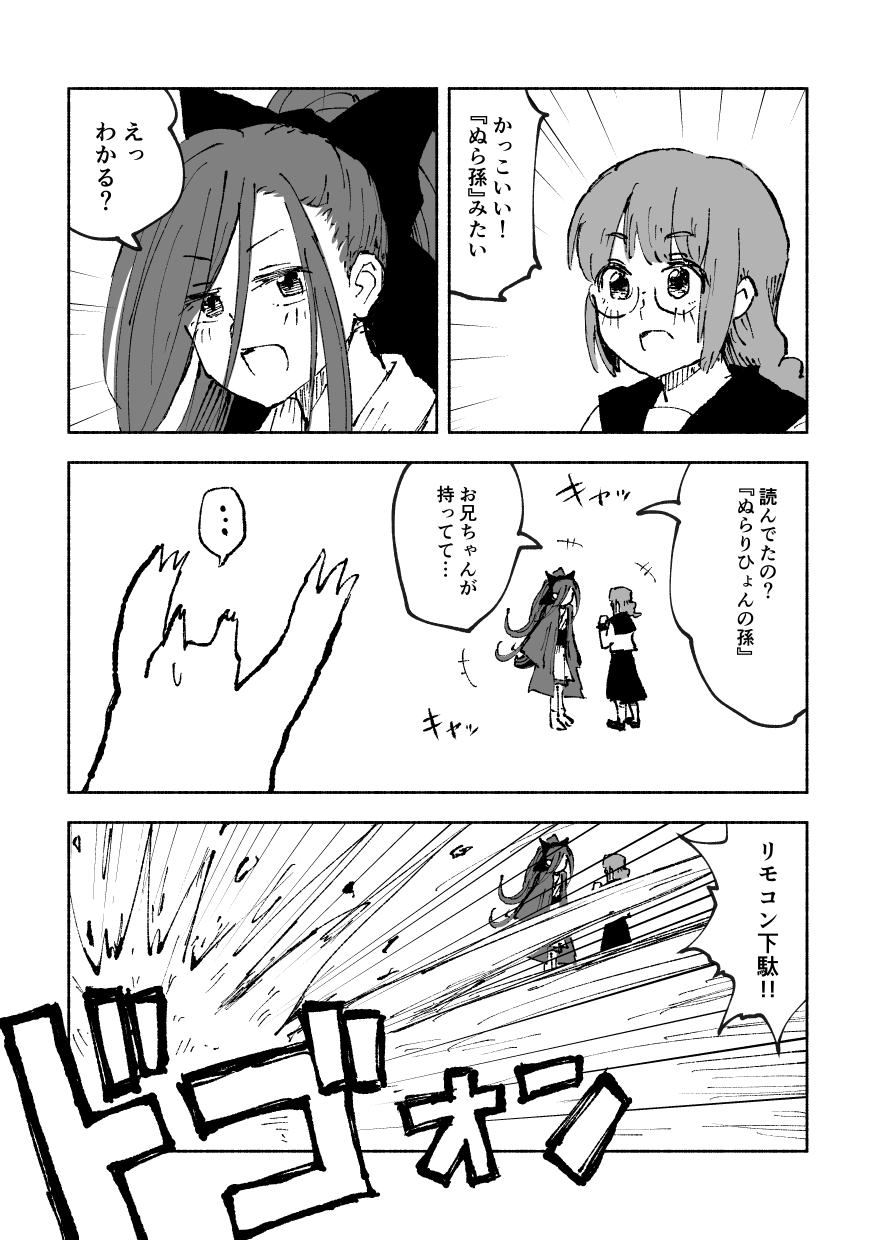 かっこいい！
『ぬら孫』みたい
えっ
わかる？
読んでたの？
『ぬらりひょんの孫』
キャッ
お兄ちゃんが
持ってて…
キャッ
…
リモコン下駄!!
ドゴォン